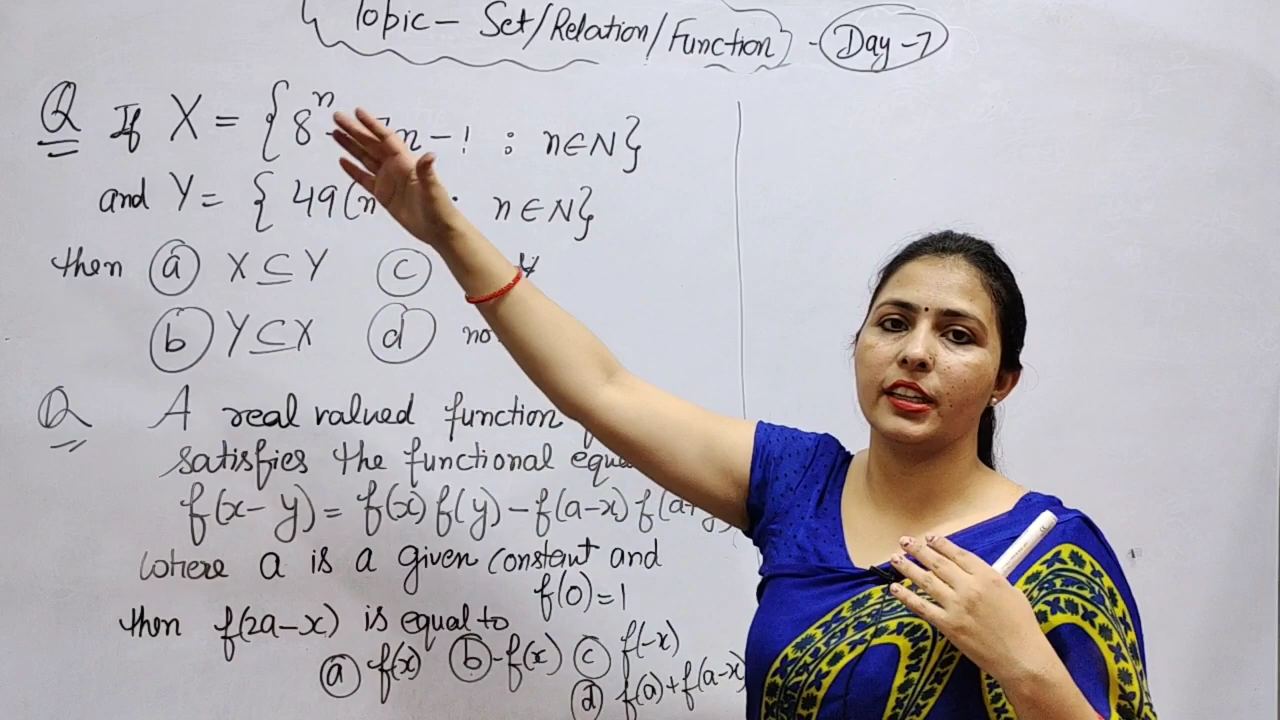 Topic - Set/Relation/Function - Day-7
Q If X = {8ⁿ - 7n - 1 : n∈N}
and Y = {49(n : n∈N}
then (a) X⊆Y (c)
(b) Y⊆X (d)
Q A real valued function
satisfies the functional
f(x-y) = f(x) f(y) - f(a-x) f(a+y)
where a is a given constant and
f(0)=1
then f(2a-x) is equal to
(a) f(x) (b) -f(x) (c) f(-x)
(d) f(a)+f(a-x)